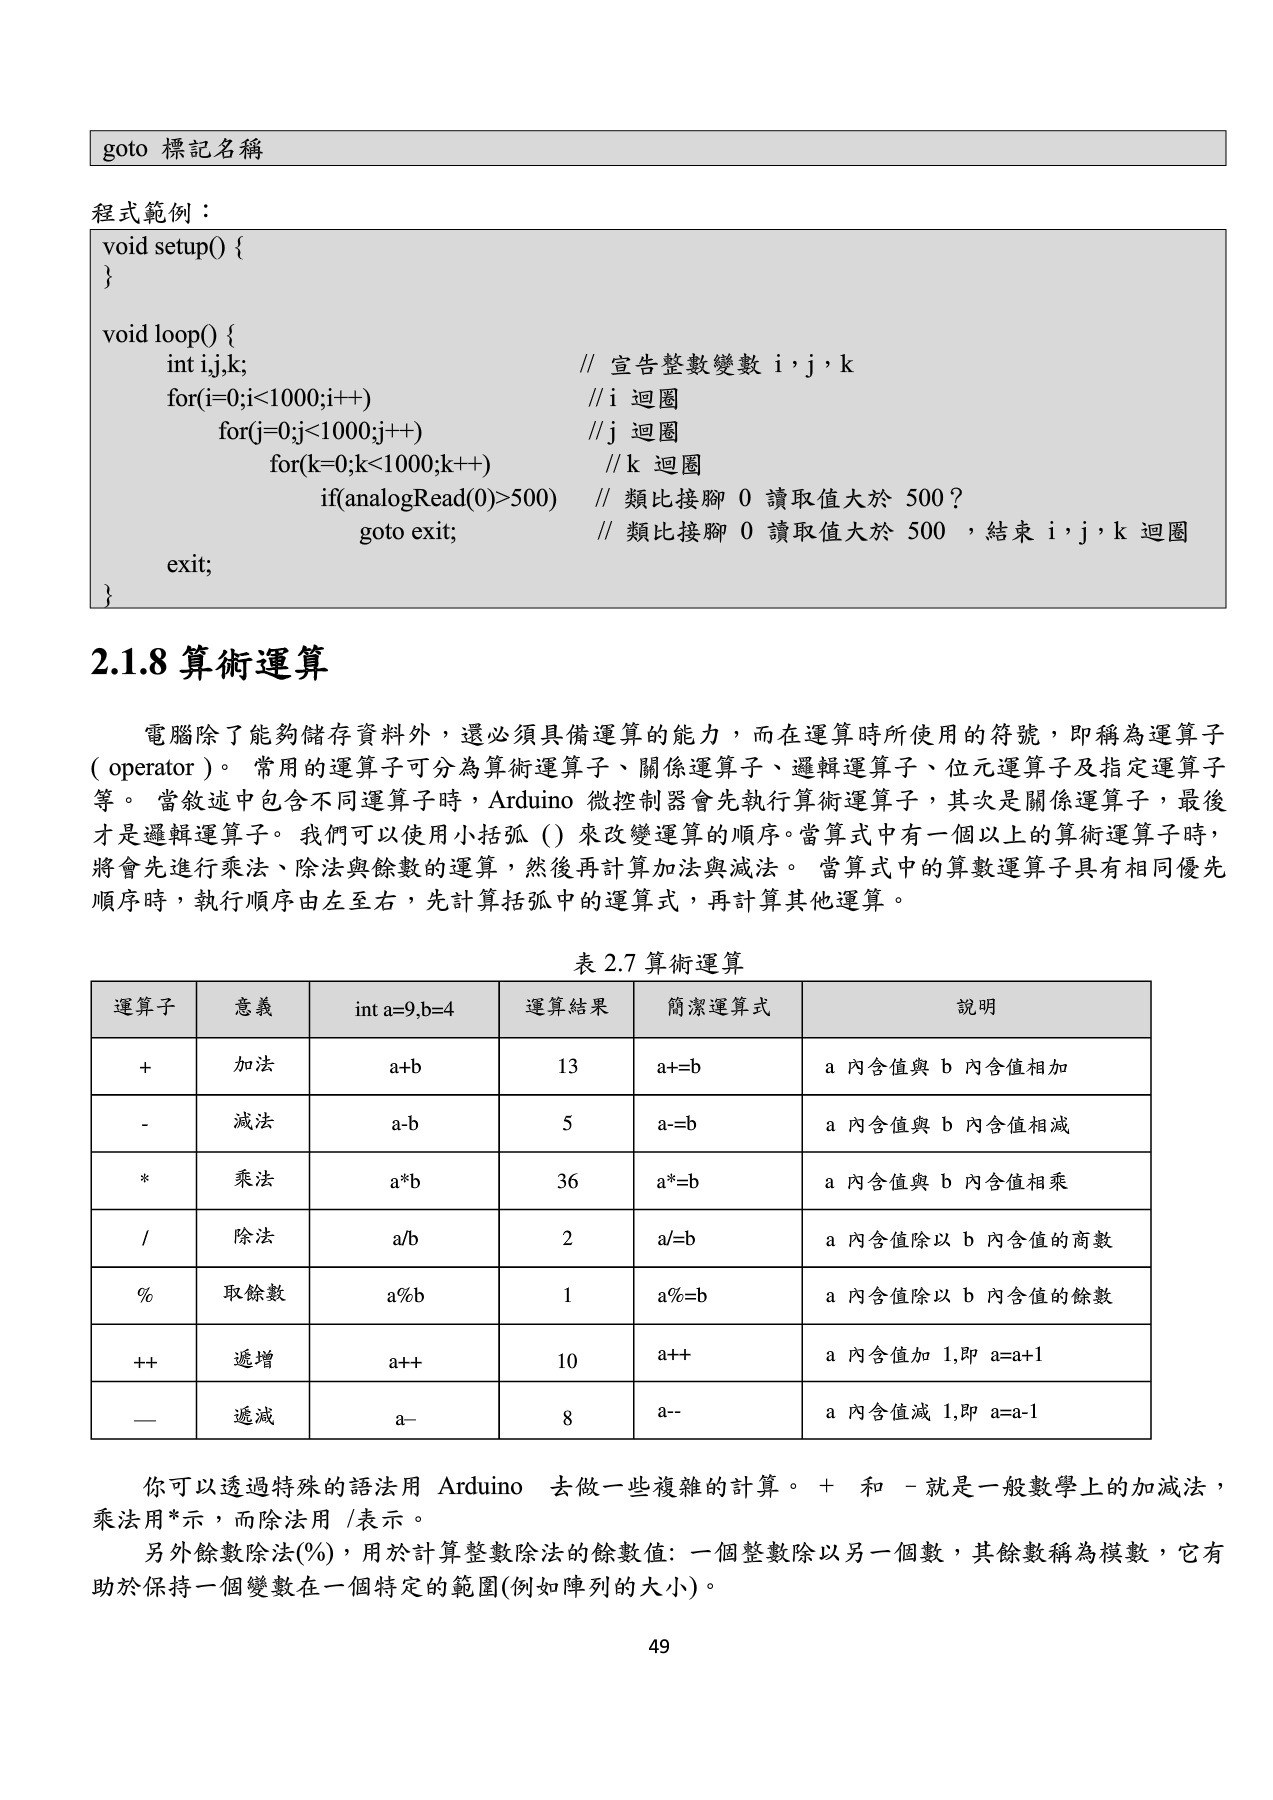 goto 標記名稱
程式範例：
void setup() {
}
void loop() {
int i,j,k; // 宣告整數變數 i，j，k
for(i=0;i<1000;i++) //i 迴圈
for(j=0;j<1000;j++) //j 迴圈
for(k=0;k<1000;k++) //k 迴圈
if(analogRead(0)>500) // 類比接腳 0 讀取值大於 500？
goto exit; // 類比接腳 0 讀取值大於 500 ，結束 i，j，k 迴圈
exit;
}
2.1.8 算術運算
電腦除了能夠儲存資料外，還必須具備運算的能力，而在運算時所使用的符號，即稱為運算子
( operator )。 常用的運算子可分為算術運算子、關係運算子、邏輯運算子、位元運算子及指定運算子
等。 當敘述中包含不同運算子時，Arduino 微控制器會先執行算術運算子，其次是關係運算子，最後
才是邏輯運算子。 我們可以使用小括弧 ( ) 來改變運算的順序。當算式中有一個以上的算術運算子時，
將會先進行乘法、除法與餘數的運算，然後再計算加法與減法。 當算式中的算數運算子具有相同優先
順序時，執行順序由左至右，先計算括弧中的運算式，再計算其他運算。
表 2.7 算術運算
運算子 意義 int a=9,b=4 運算結果 簡潔運算式 說明
+ 加法 a+b 13 a+=b a 內含值與 b 內含值相加
- 減法 a-b 5 a-=b a 內含值與 b 內含值相減
* 乘法 a*b 36 a*=b a 內含值與 b 內含值相乘
/ 除法 a/b 2 a/=b a 內含值除以 b 內含值的商數
% 取餘數 a%b 1 a%=b a 內含值除以 b 內含值的餘數
++ 遞增 a++ 10 a++ a 內含值加 1,即 a=a+1
— 遞減 a– 8 a-- a 內含值減 1,即 a=a-1
你可以透過特殊的語法用 Arduino 去做一些複雜的計算。 + 和 –就是一般數學上的加減法，
乘法用*示，而除法用 /表示。
另外餘數除法(%)，用於計算整數除法的餘數值: 一個整數除以另一個數，其餘數稱為模數，它有
助於保持一個變數在一個特定的範圍(例如陣列的大小)。
49